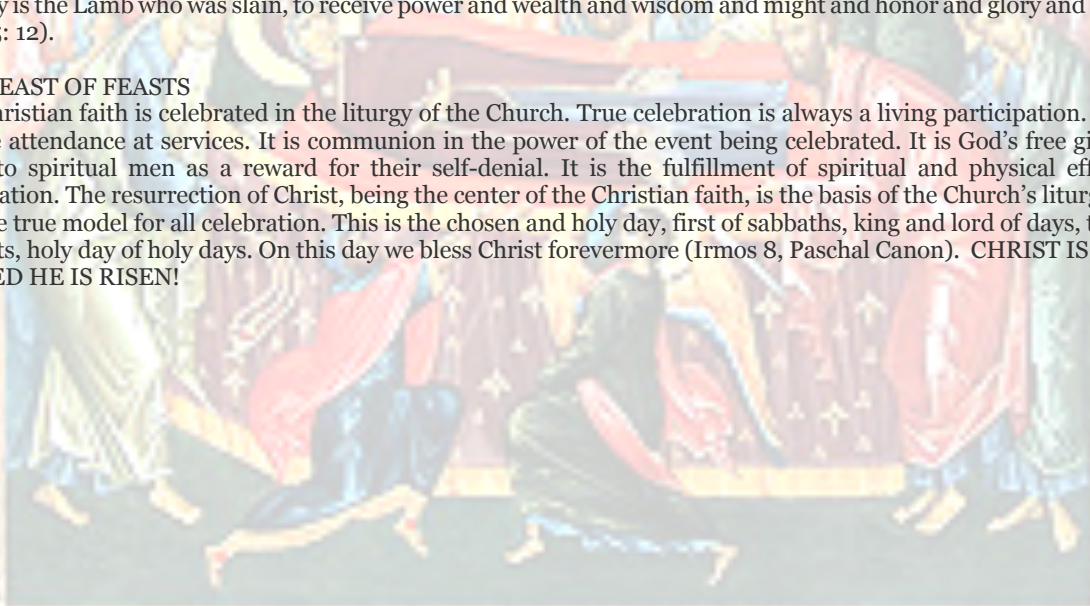 y is the Lamb who was slain, to receive power and wealth and wisdom and might and honor and glory and
5: 12).
EAST OF FEASTS
hristian faith is celebrated in the liturgy of the Church. True celebration is always a living participation.
e attendance at services. It is communion in the power of the event being celebrated. It is God’s free g
to spiritual men as a reward for their self-denial. It is the fulfillment of spiritual and physical ef
ation. The resurrection of Christ, being the center of the Christian faith, is the basis of the Church’s liturg
e true model for all celebration. This is the chosen and holy day, first of sabbaths, king and lord of days,
ts, holy day of holy days. On this day we bless Christ forevermore (Irmos 8, Paschal Canon). CHRIST IS
ED HE IS RISEN!